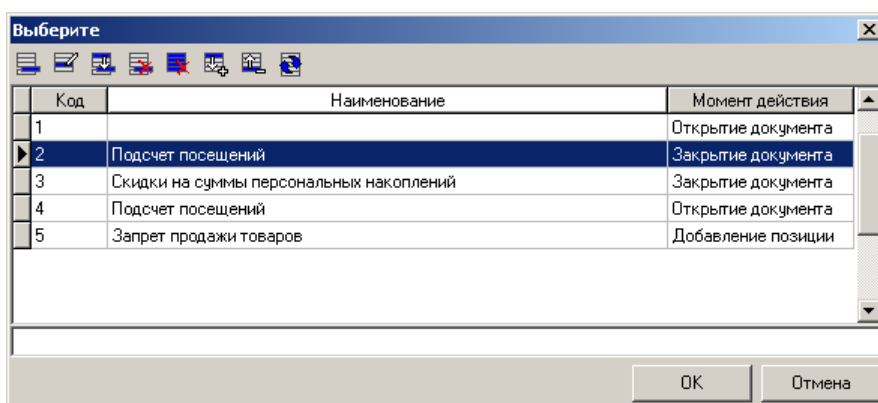 Выберите
Код Наименование Момент действия
1 Открытие документа
2 Подсчет посещений Закрытие документа
3 Скидки на суммы персональных накоплений Закрытие документа
4 Подсчет посещений Открытие документа
5 Запрет продажи товаров Добавление позиции
OK Отмена